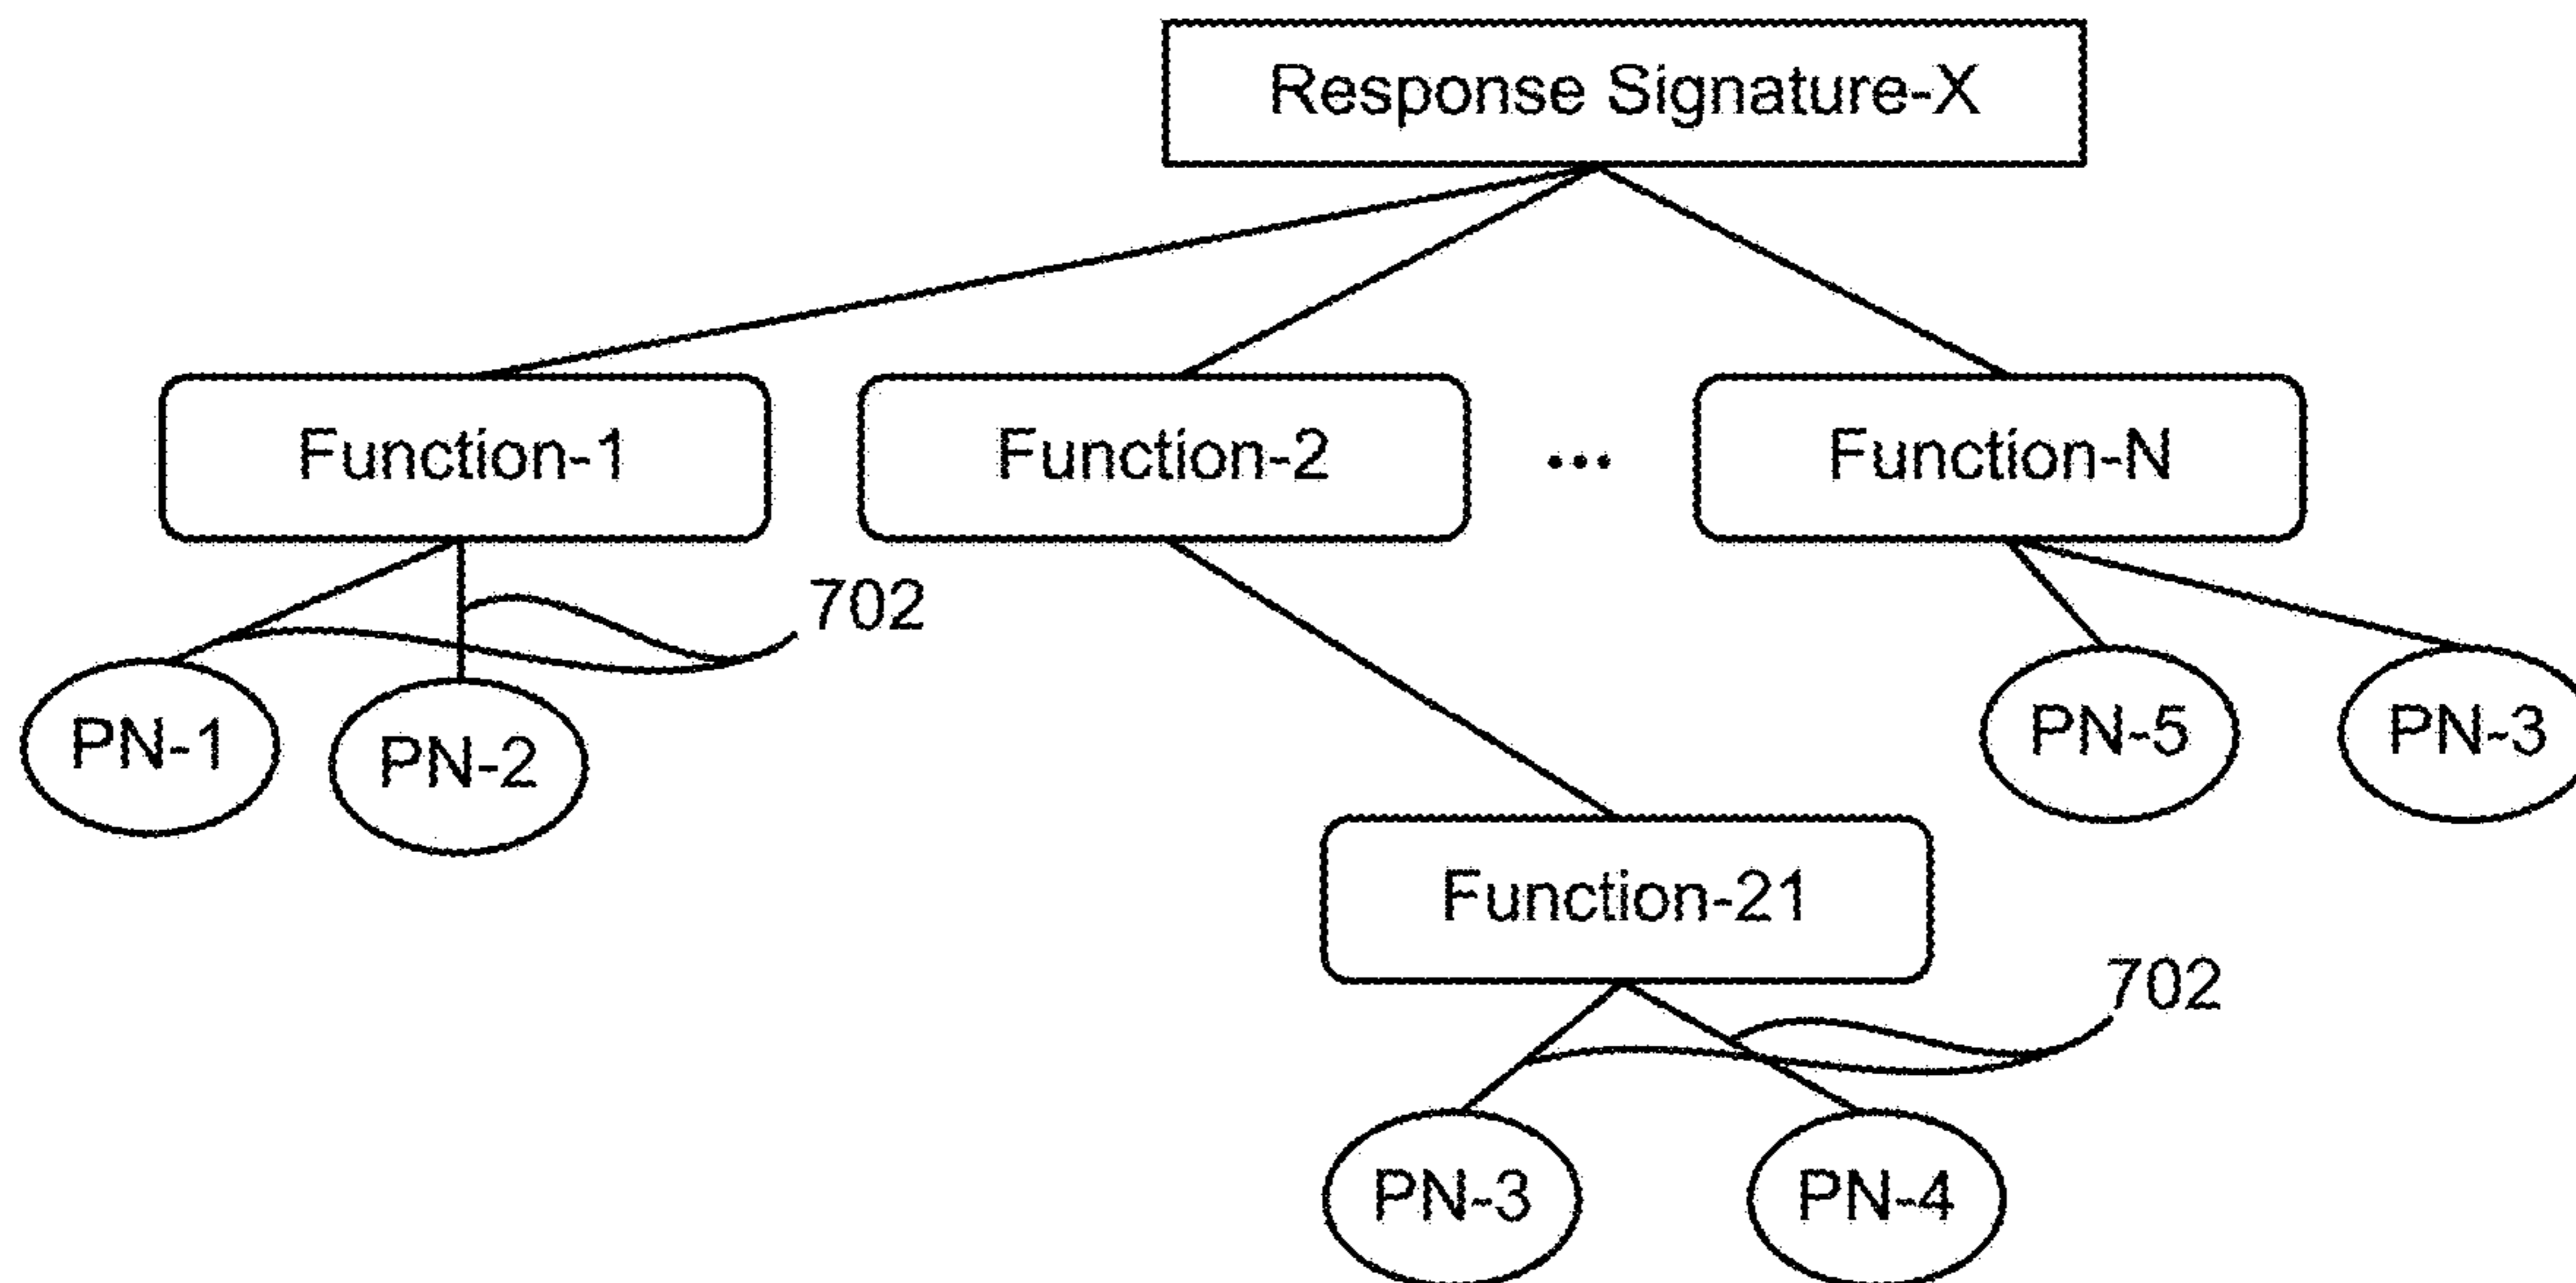 Response Signature-X
Function-1
Function-2
...
Function-N
702
PN-1
PN-2
PN-5
PN-3
Function-21
702
PN-3
PN-4